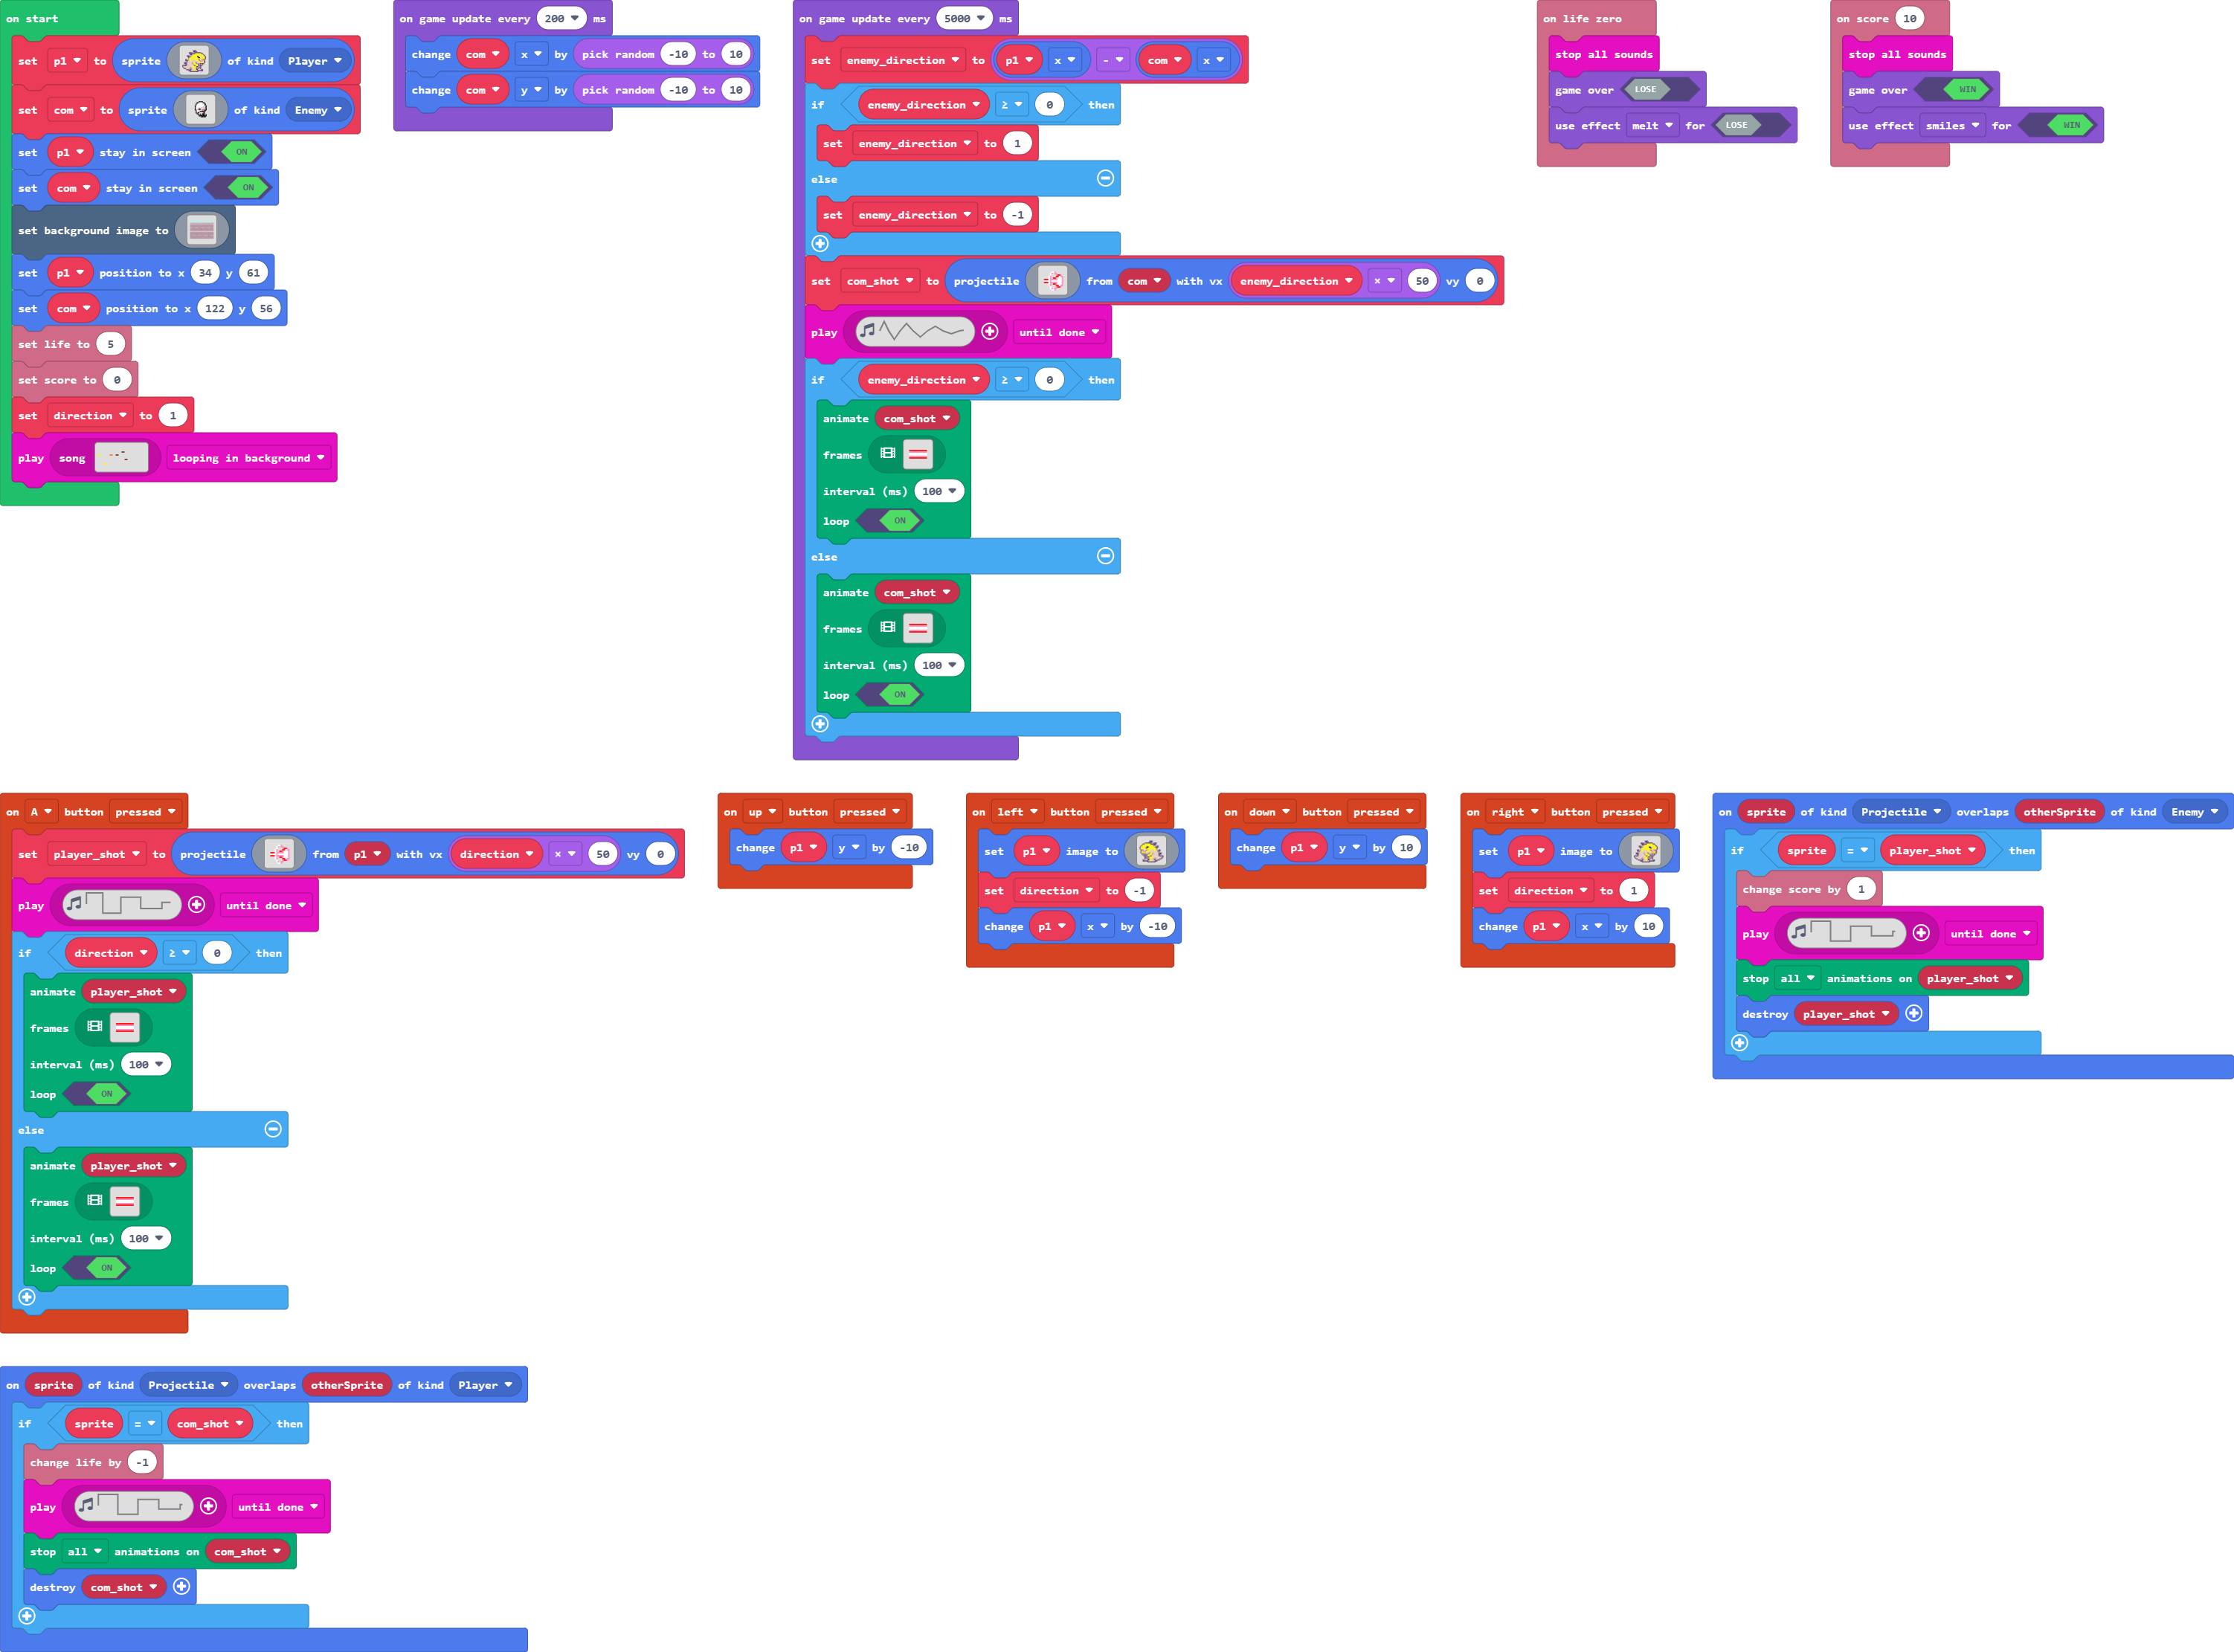 on start
set p1 to sprite of kind Player
set com to sprite of kind Enemy
set p1 stay in screen ON
set com stay in screen ON
set background image to
set p1 position to x 34 y 61
set com position to x 122 y 56
set life to 5
set score to 0
set direction to 1
play song looping in background
on game update every 200 ms
change com x by pick random -10 to 10
change com y by pick random -10 to 10
on game update every 5000 ms
set enemy_direction to p1 x - com x
if enemy_direction ≥ 0 then
set enemy_direction to 1
else
set enemy_direction to -1
set com_shot to projectile from com with vx enemy_direction × 50 vy 0
play until done
if enemy_direction ≥ 0 then
animate com_shot
frames
interval (ms) 100
loop ON
else
animate com_shot
frames
interval (ms) 100
loop ON
on life zero
stop all sounds
game over LOSE
use effect melt for LOSE
on score 10
stop all sounds
game over WIN
use effect smiles for WIN
on A button pressed
set player_shot to projectile from p1 with vx direction × 50 vy 0
play until done
if direction ≥ 0 then
animate player_shot
frames
interval (ms) 100
loop ON
else
animate player_shot
frames
interval (ms) 100
loop ON
on up button pressed
change p1 y by -10
on left button pressed
set p1 image to
set direction to -1
change p1 x by -10
on down button pressed
change p1 y by 10
on right button pressed
set p1 image to
set direction to 1
change p1 x by 10
on sprite of kind Projectile overlaps otherSprite of kind Enemy
if sprite = player_shot then
change score by 1
play until done
stop all animations on player_shot
destroy player_shot
on sprite of kind Projectile overlaps otherSprite of kind Player
if sprite = com_shot then
change life by -1
play until done
stop all animations on com_shot
destroy com_shot